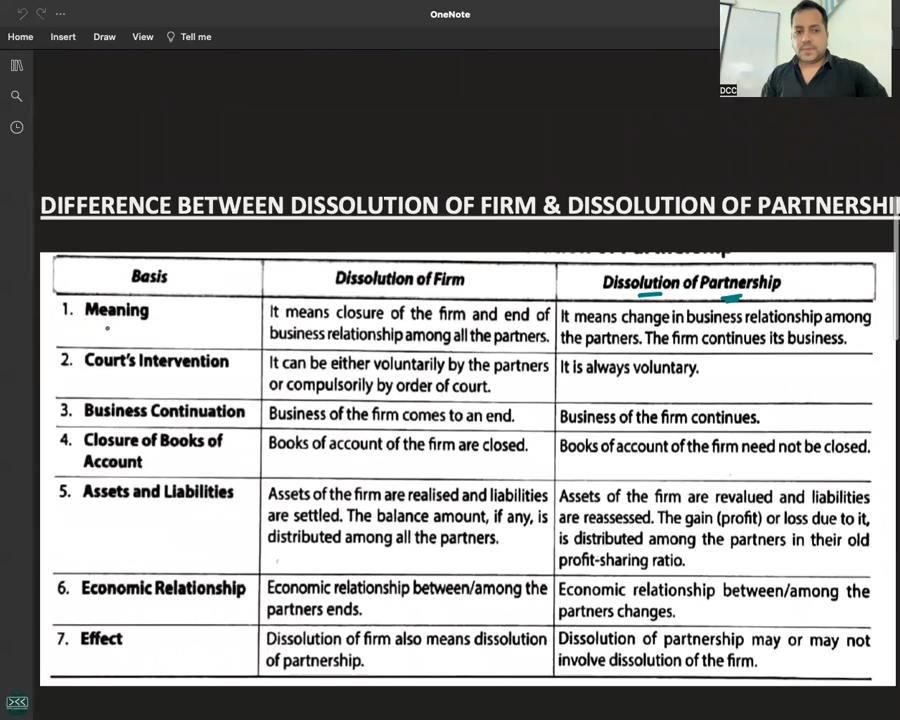 OneNote
Home Insert Draw View Tell me
DCC
DIFFERENCE BETWEEN DISSOLUTION OF FIRM & DISSOLUTION OF PARTNERSHI
Basis Dissolution of Firm Dissolution of Partnership
1. Meaning
It means closure of the firm and end of
business relationship among all the partners.
It means change in business relationship among
the partners. The firm continues its business.
2. Court's Intervention
It can be either voluntarily by the partners
or compulsorily by order of court.
It is always voluntary.
3. Business Continuation
Business of the firm comes to an end.
Business of the firm continues.
4. Closure of Books of
Account
Books of account of the firm are closed.
Books of account of the firm need not be closed.
5. Assets and Liabilities
Assets of the firm are realised and liabilities
are settled. The balance amount, if any, is
distributed among all the partners.
Assets of the firm are revalued and liabilities
are reassessed. The gain (profit) or loss due to it,
is distributed among the partners in their old
profit-sharing ratio.
6. Economic Relationship
Economic relationship between/among the
partners ends.
Economic relationship between/among the
partners changes.
7. Effect
Dissolution of firm also means dissolution
of partnership.
Dissolution of partnership may or may not
involve dissolution of the firm.